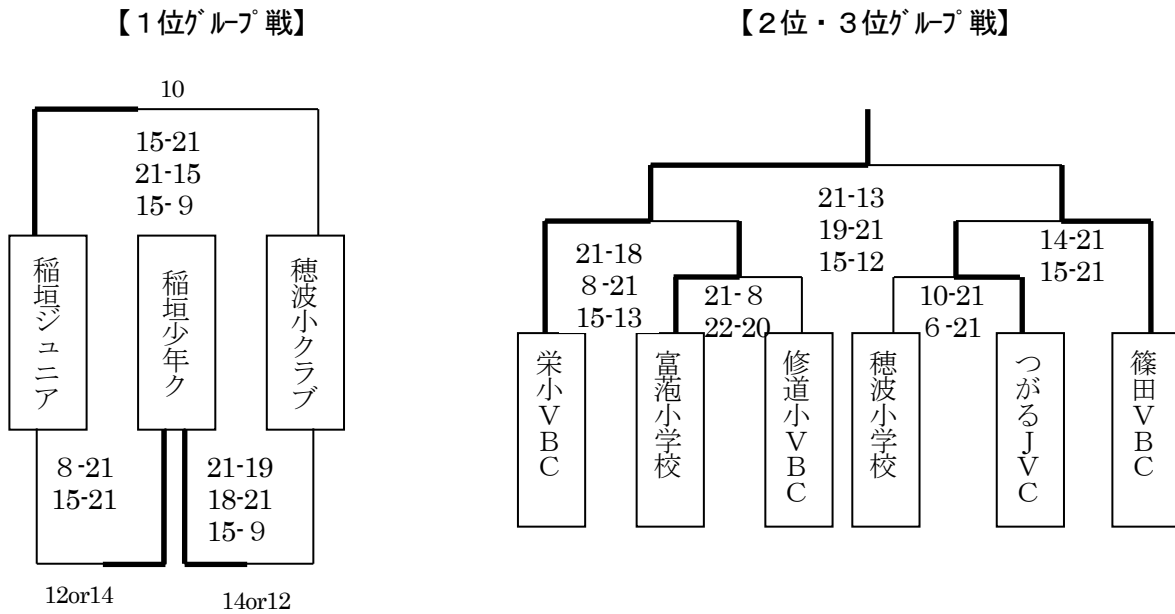 【１位グループ戦】
10
15-21
21-15
15-9
稲垣ジュニア
稲垣少年ク
穂波小クラブ
8-21
15-21
21-19
18-21
15-9
12or14
14or12
【２位・３位グループ戦】
21-13
19-21
15-12
21-18
8-21
15-13
21-8
22-20
10-21
6-21
14-21
15-21
栄小ＶＢＣ
富萢小学校
修道小ＶＢＣ
穂波小学校
つがるＪＶＣ
篠田ＶＢＣ